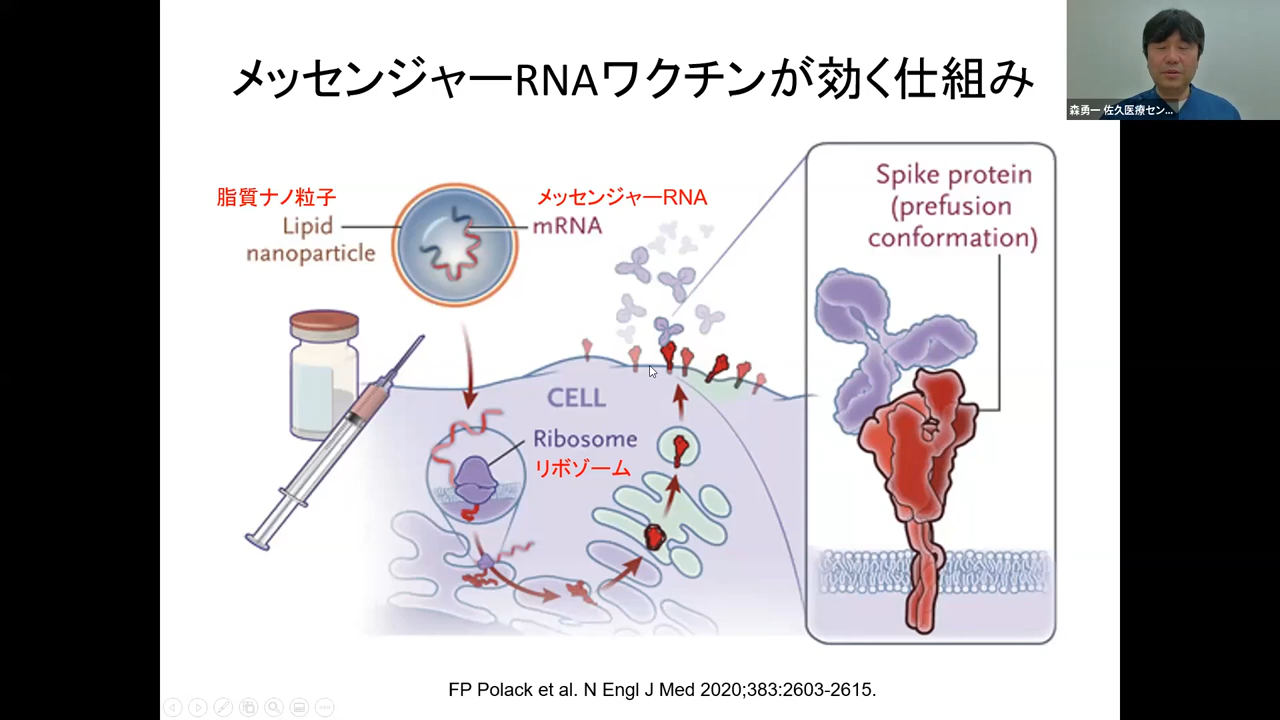 メッセンジャーRNAワクチンが効く仕組み
森勇一 佐久医療セン...
脂質ナノ粒子
Lipid
nanoparticle
メッセンジャーRNA
mRNA
Spike protein
(prefusion
conformation)
CELL
Ribosome
リボゾーム
FP Polack et al. N Engl J Med 2020;383:2603-2615.